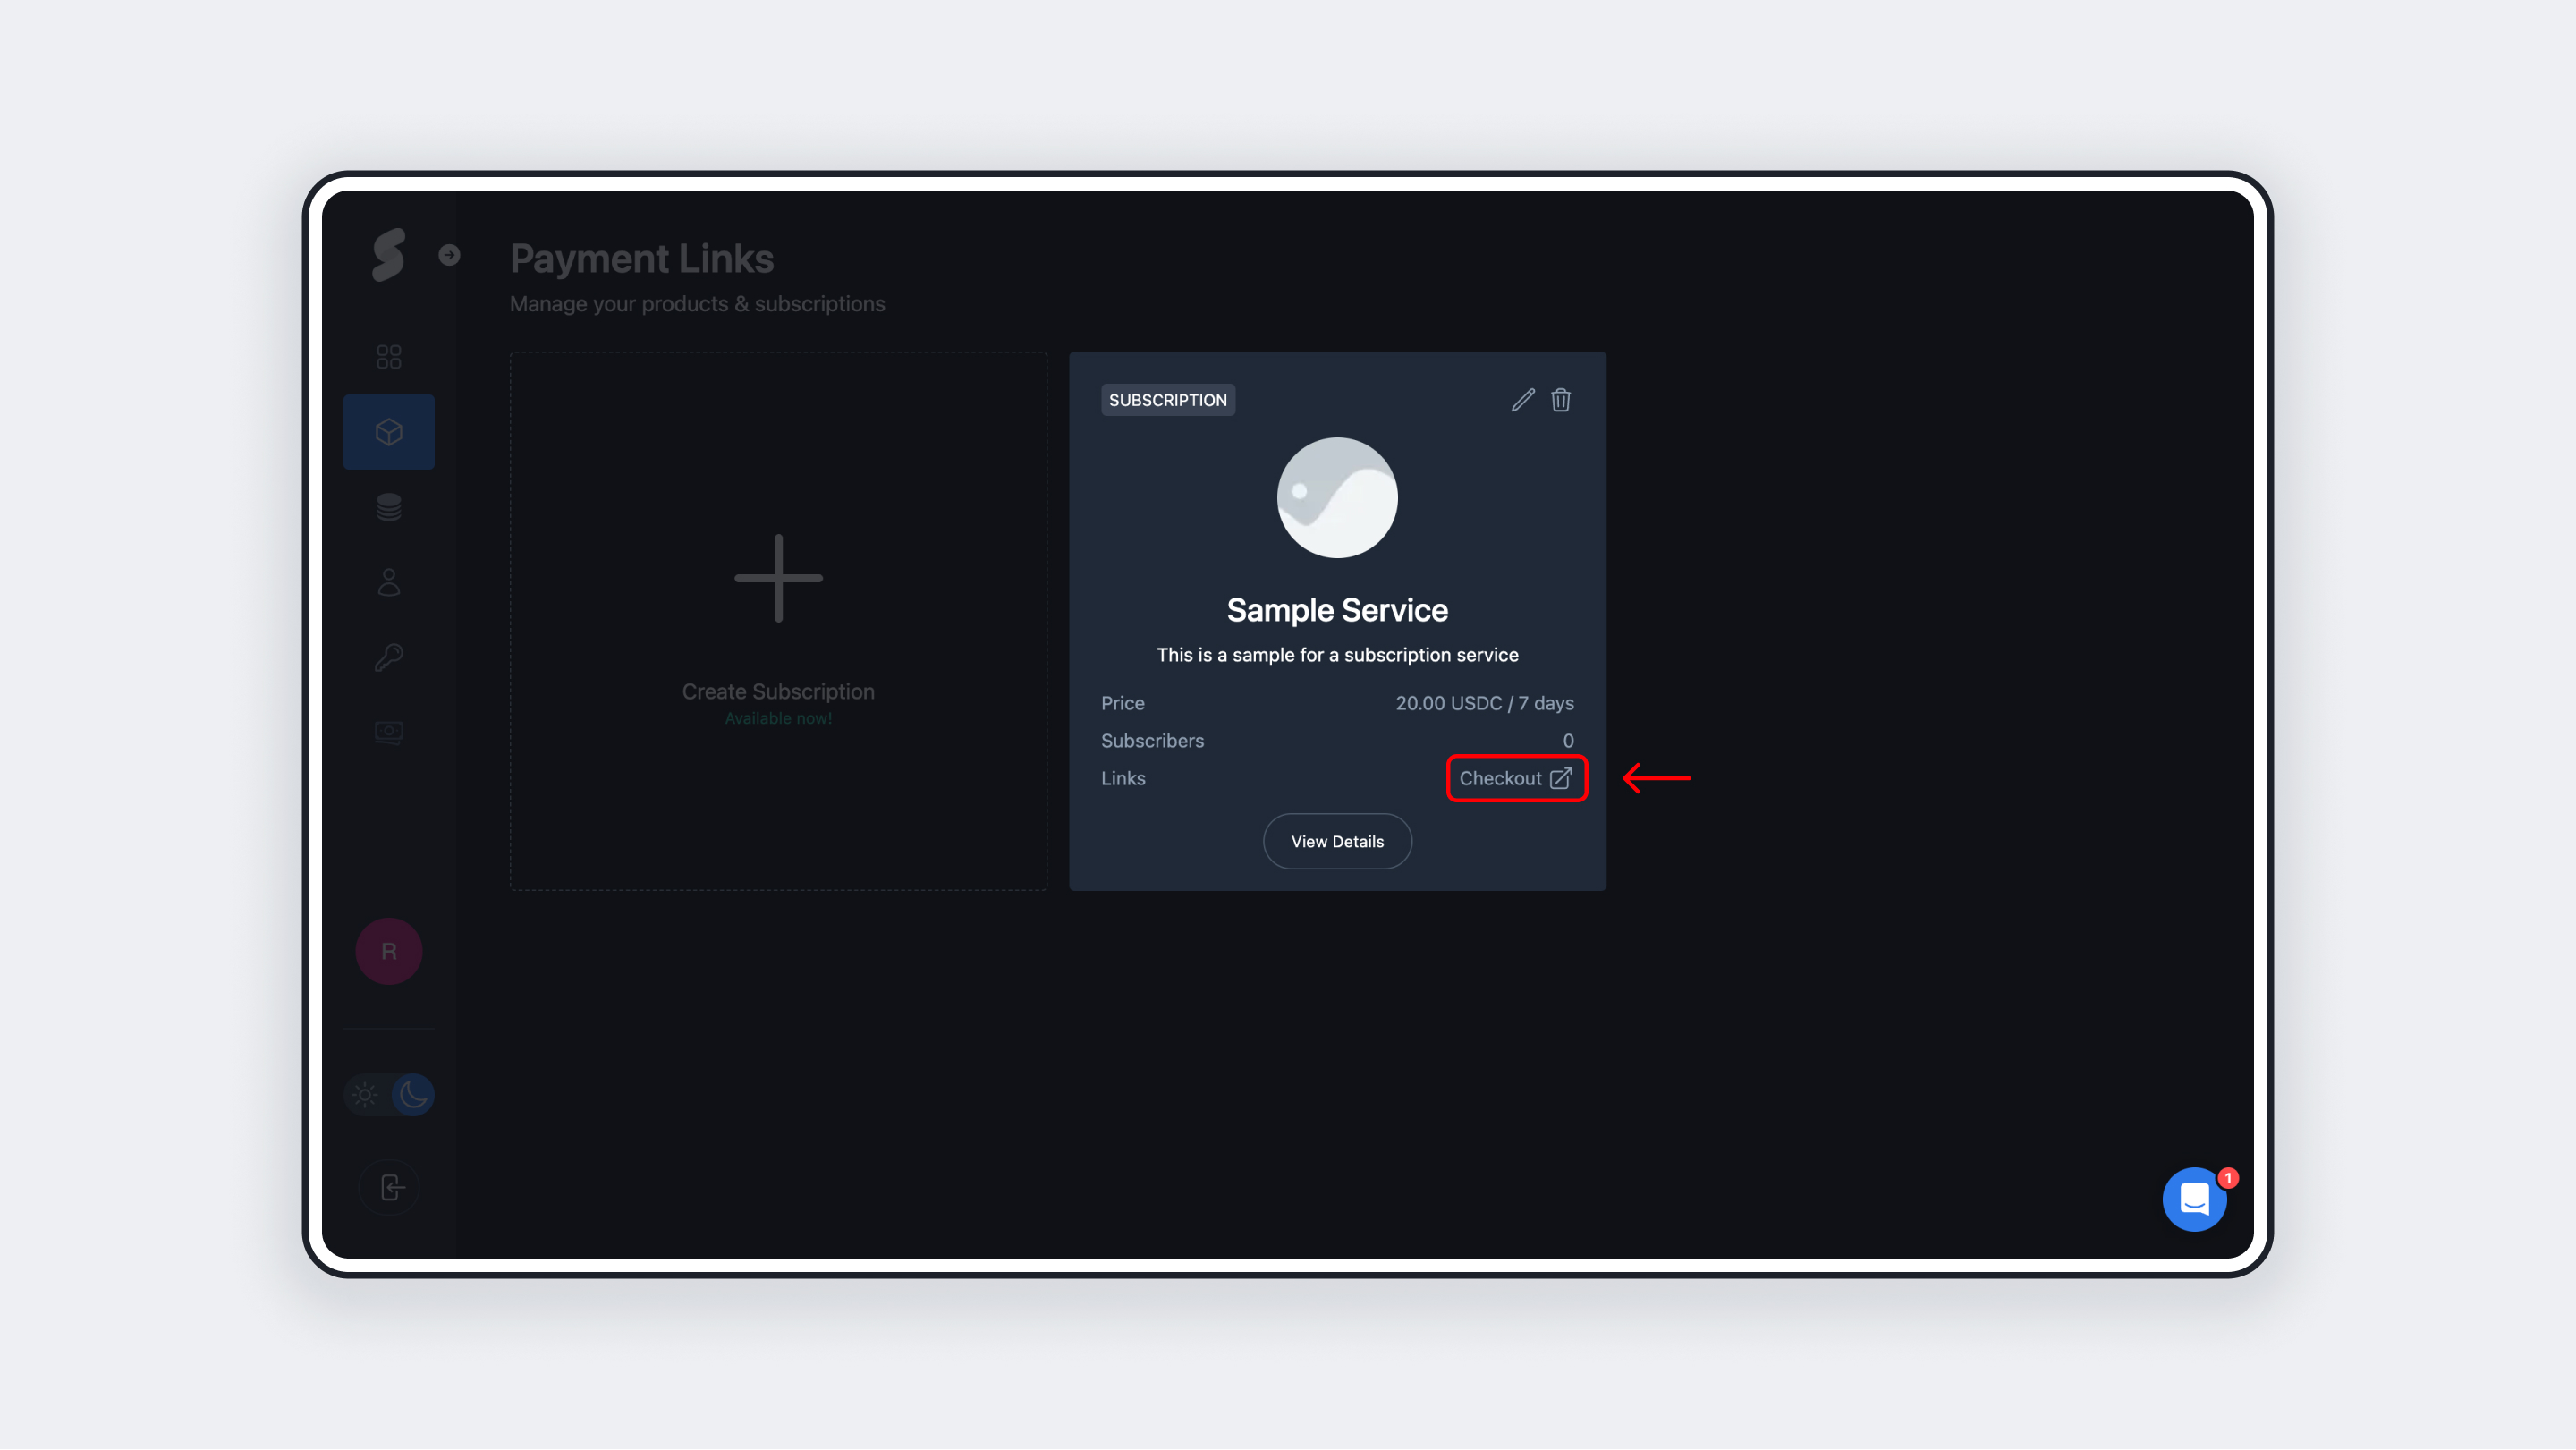 Payment Links
Manage your products & subscriptions
Create Subscription
Available now!
SUBSCRIPTION
Sample Service
This is a sample for a subscription service
Price 20.00 USDC / 7 days
Subscribers 0
Links Checkout
View Details
R
1